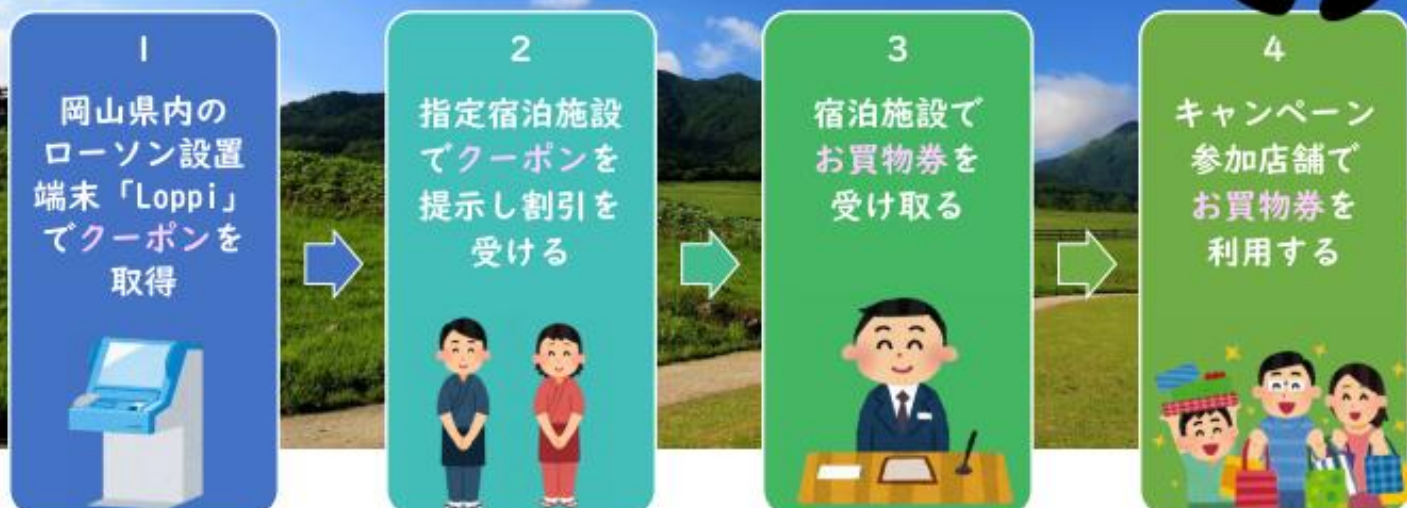 1
岡山県内の
ローソン設置
端末「Loppi」
でクーポンを
取得
2
指定宿泊施設
でクーポンを
提示し割引を
受ける
3
宿泊施設で
お買物券を
受け取る
4
キャンペーン
参加店舗で
お買物券を
利用する